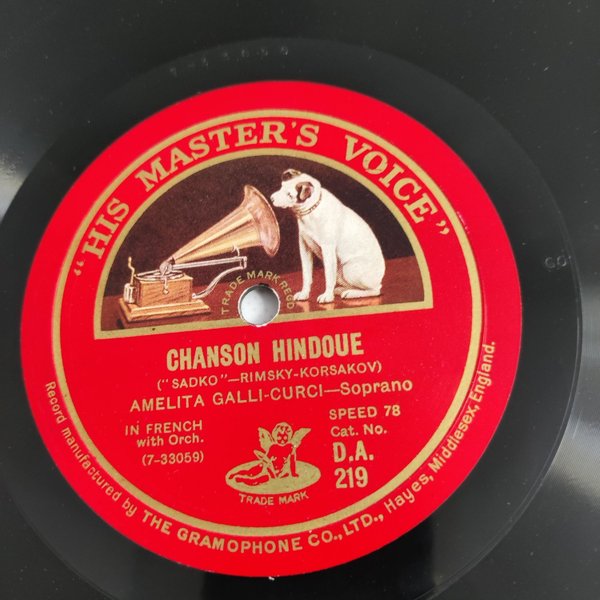 "HIS MASTER'S VOICE"
TRADE MARK REGD
CHANSON HINDOUE
("SADKO"—RIMSKY-KORSAKOV)
AMELITA GALLI-CURCI—Soprano
IN FRENCH
with Orch.
(7-33059)
SPEED 78
Cat. No.
D.A.
219
TRADE MARK
Record manufactured by THE GRAMOPHONE CO., LTD., Hayes, Middlesex, England.